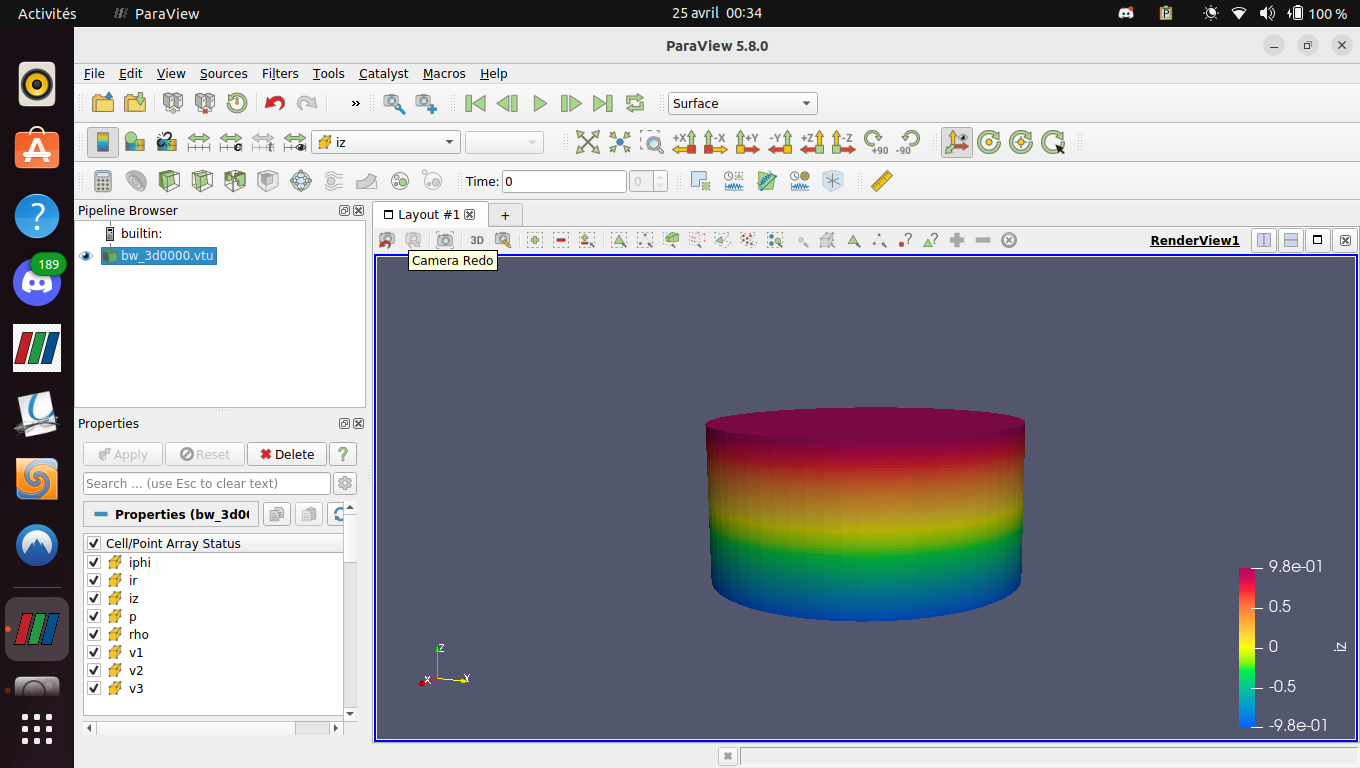 Activités ParaView 25 avril 00:34 100 %
ParaView 5.8.0
File Edit View Sources Filters Tools Catalyst Macros Help
» Surface
iz +X -X +Y -Y +Z -Z +90 -90
Time: 0 0
Pipeline Browser
builtin:
bw_3d0000.vtu
189
Layout #1 +
3D RenderView1
Camera Redo
Properties
Apply Reset Delete ?
Search ... (use Esc to clear text)
Properties (bw_3d00
Cell/Point Array Status
iphi
ir
iz
p
rho
v1
v2
v3
Z
X
Y
9.8e-01
0.5
0
-0.5
-9.8e-01
iz